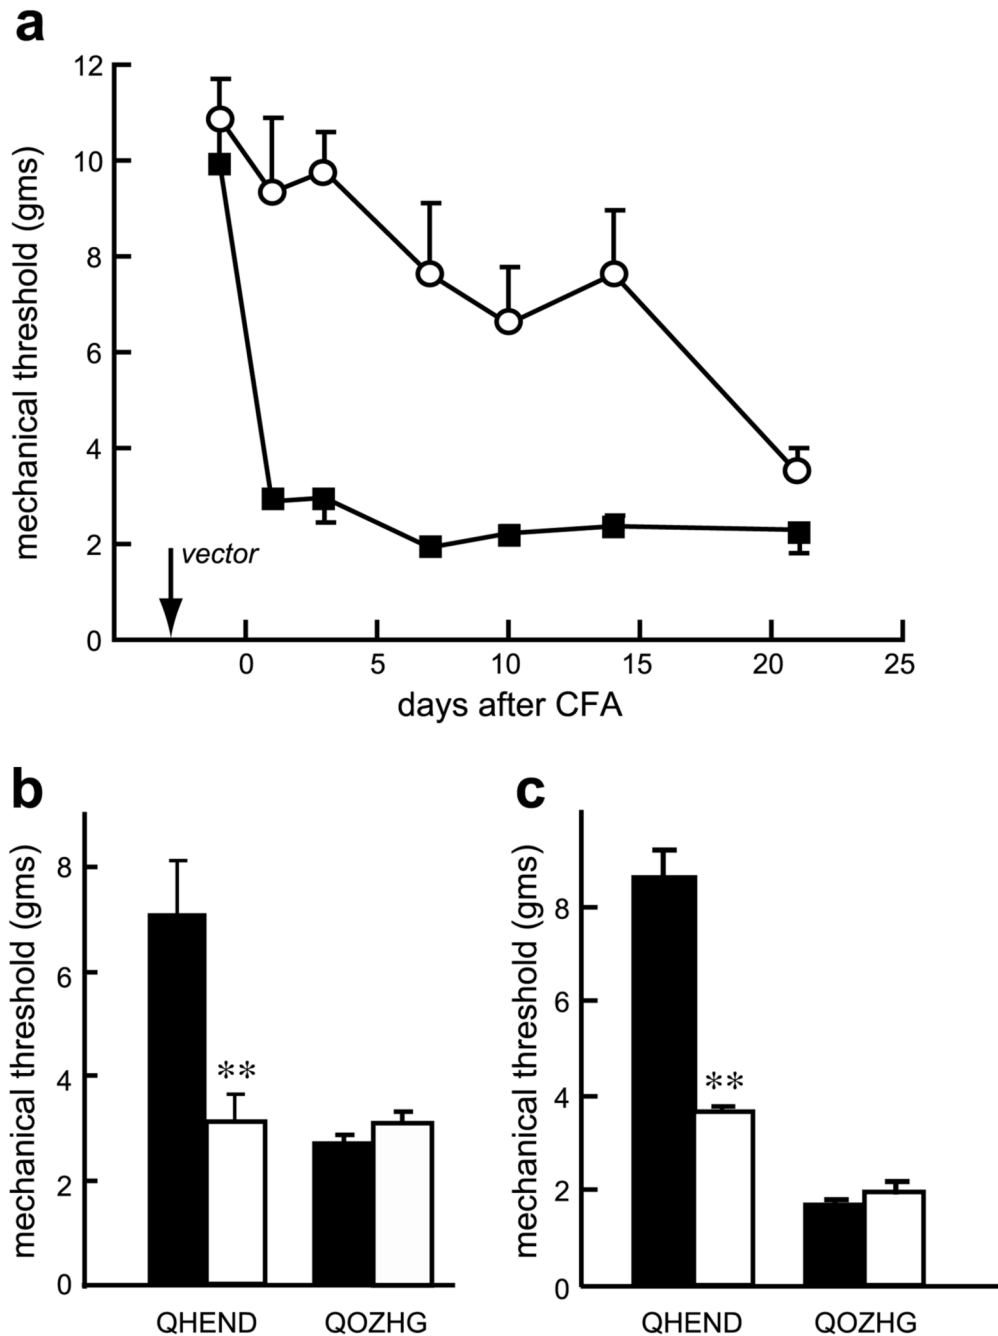 a
mechanical threshold (gms)
12
10
8
6
4
2
0
vector
0 5 10 15 20 25
days after CFA
b
mechanical threshold (gms)
8
6
4
2
0
**
QHEND QOZHG
c
mechanical threshold (gms)
8
6
4
2
0
**
QHEND QOZHG